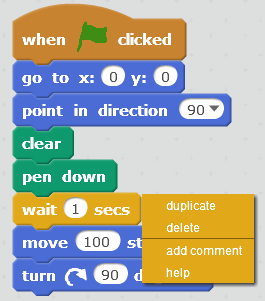 when clicked
go to x: 0 y: 0
point in direction 90
clear
pen down
wait 1 secs
duplicate
delete
add comment
help
move 100 st
turn 90 d